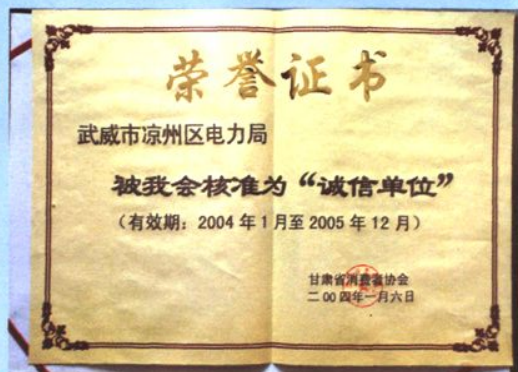 荣誉证书
武威市凉州区电力局
被我会核准为“诚信单位”
（有效期：2004年1月至2005年12月）
甘肃省消费者协会
二00四年一月六日